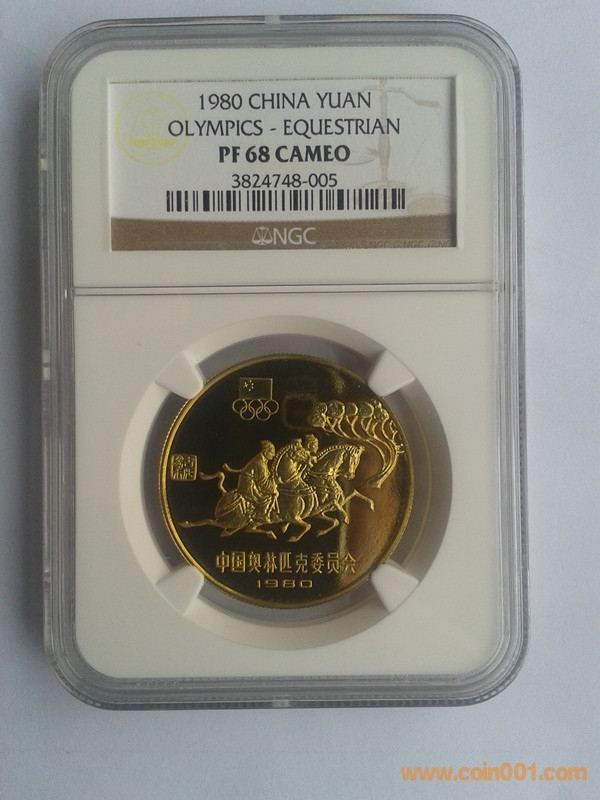 1980 CHINA YUAN
OLYMPICS - EQUESTRIAN
PF 68 CAMEO
3824748-005
NGC
NGC
中国奥林匹克委员会
1980
www.coin001.com